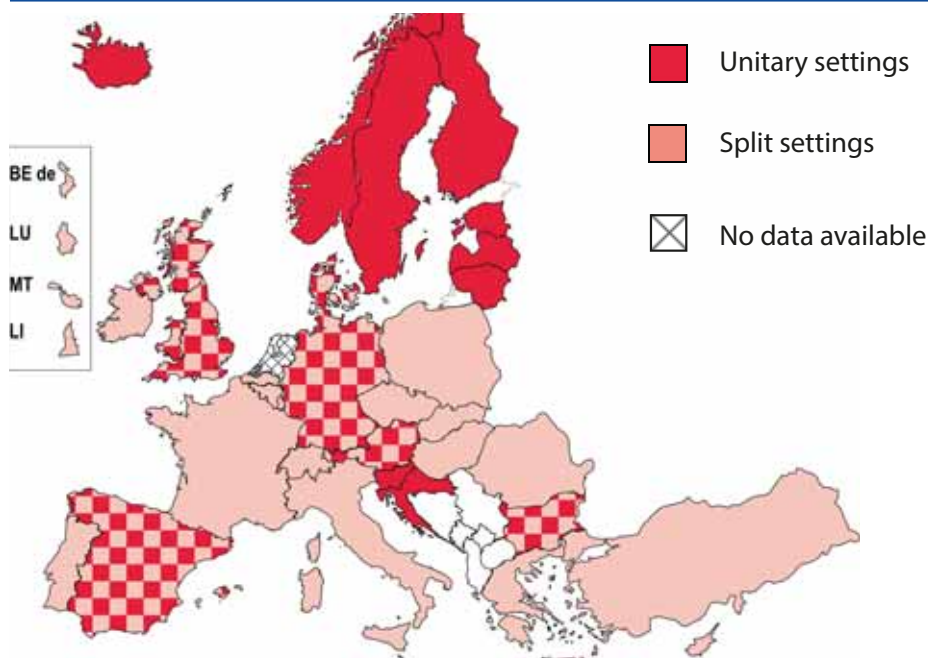 Unitary settings
Split settings
No data available
BE de
LU
MT
LI